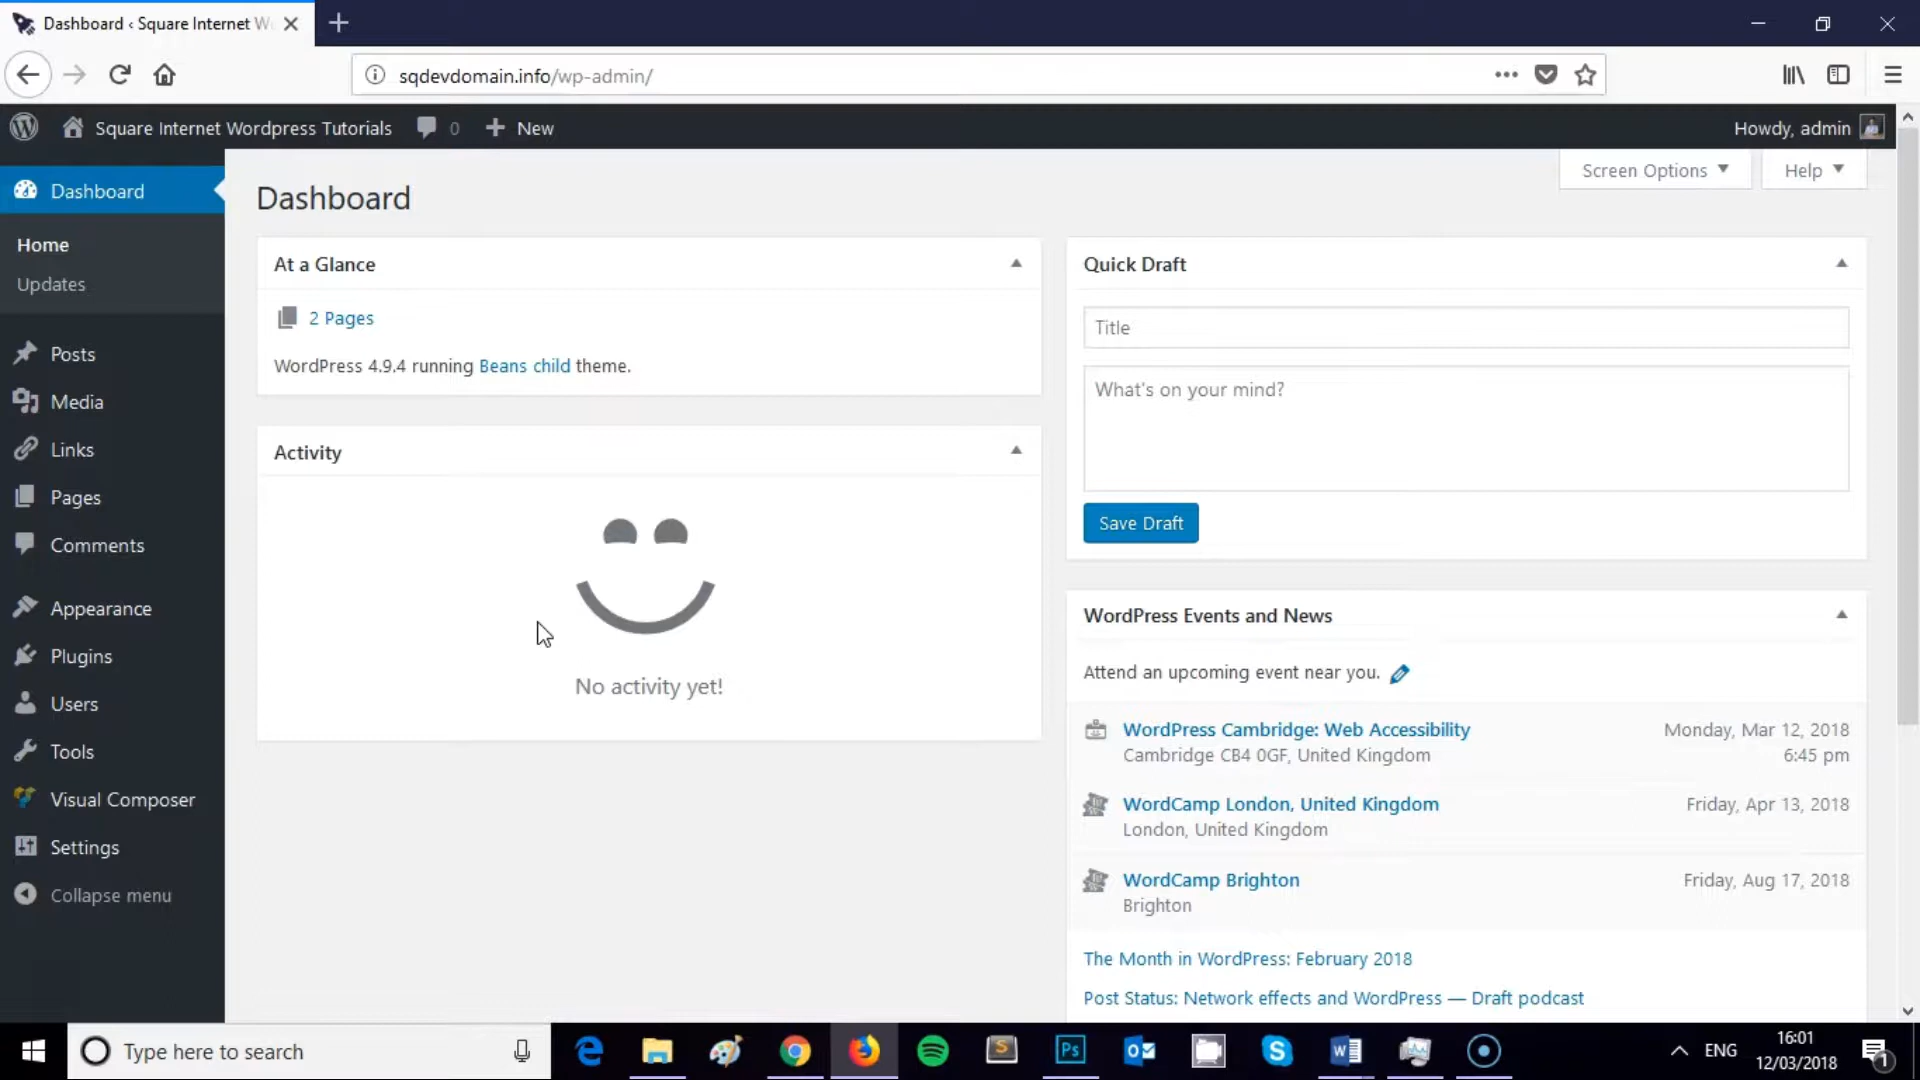 Dashboard ‹ Square Internet W
sqdevdomain.info/wp-admin/
Square Internet Wordpress Tutorials 0 New Howdy, admin
Screen Options Help
Dashboard
Home
Updates
Posts
Media
Links
Pages
Comments
Appearance
Plugins
Users
Tools
Visual Composer
Settings
Collapse menu
Dashboard
At a Glance
2 Pages
WordPress 4.9.4 running Beans child theme.
Activity
No activity yet!
Quick Draft
Title
What's on your mind?
Save Draft
WordPress Events and News
Attend an upcoming event near you.
WordPress Cambridge: Web Accessibility Monday, Mar 12, 2018
Cambridge CB4 0GF, United Kingdom 6:45 pm
WordCamp London, United Kingdom Friday, Apr 13, 2018
London, United Kingdom
WordCamp Brighton Friday, Aug 17, 2018
Brighton
The Month in WordPress: February 2018
Post Status: Network effects and WordPress — Draft podcast
Type here to search
S
Ps
ENG
16:01
12/03/2018
1